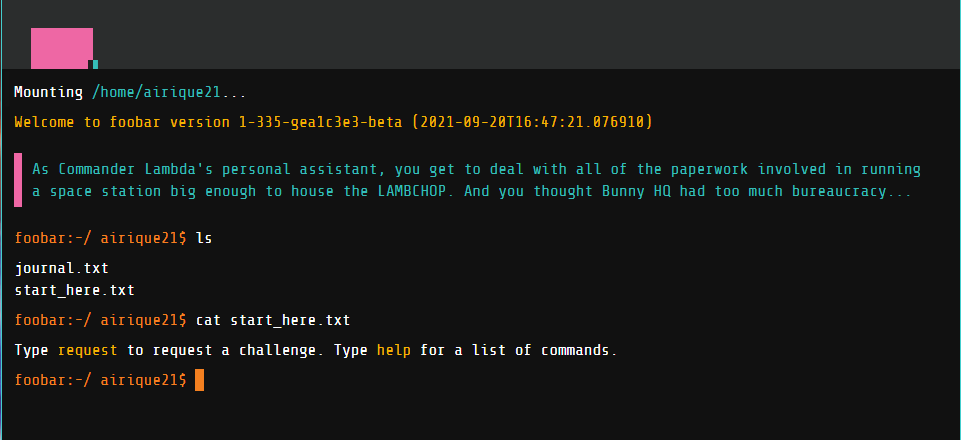 Mounting /home/airique21...
Welcome to foobar version 1-335-gea1c3e3-beta (2021-09-20T16:47:21.076910)
As Commander Lambda's personal assistant, you get to deal with all of the paperwork involved in running
a space station big enough to house the LAMBCHOP. And you thought Bunny HQ had too much bureaucracy...
foobar:~/ airique21$ ls
journal.txt
start_here.txt
foobar:~/ airique21$ cat start_here.txt
Type request to request a challenge. Type help for a list of commands.
foobar:~/ airique21$